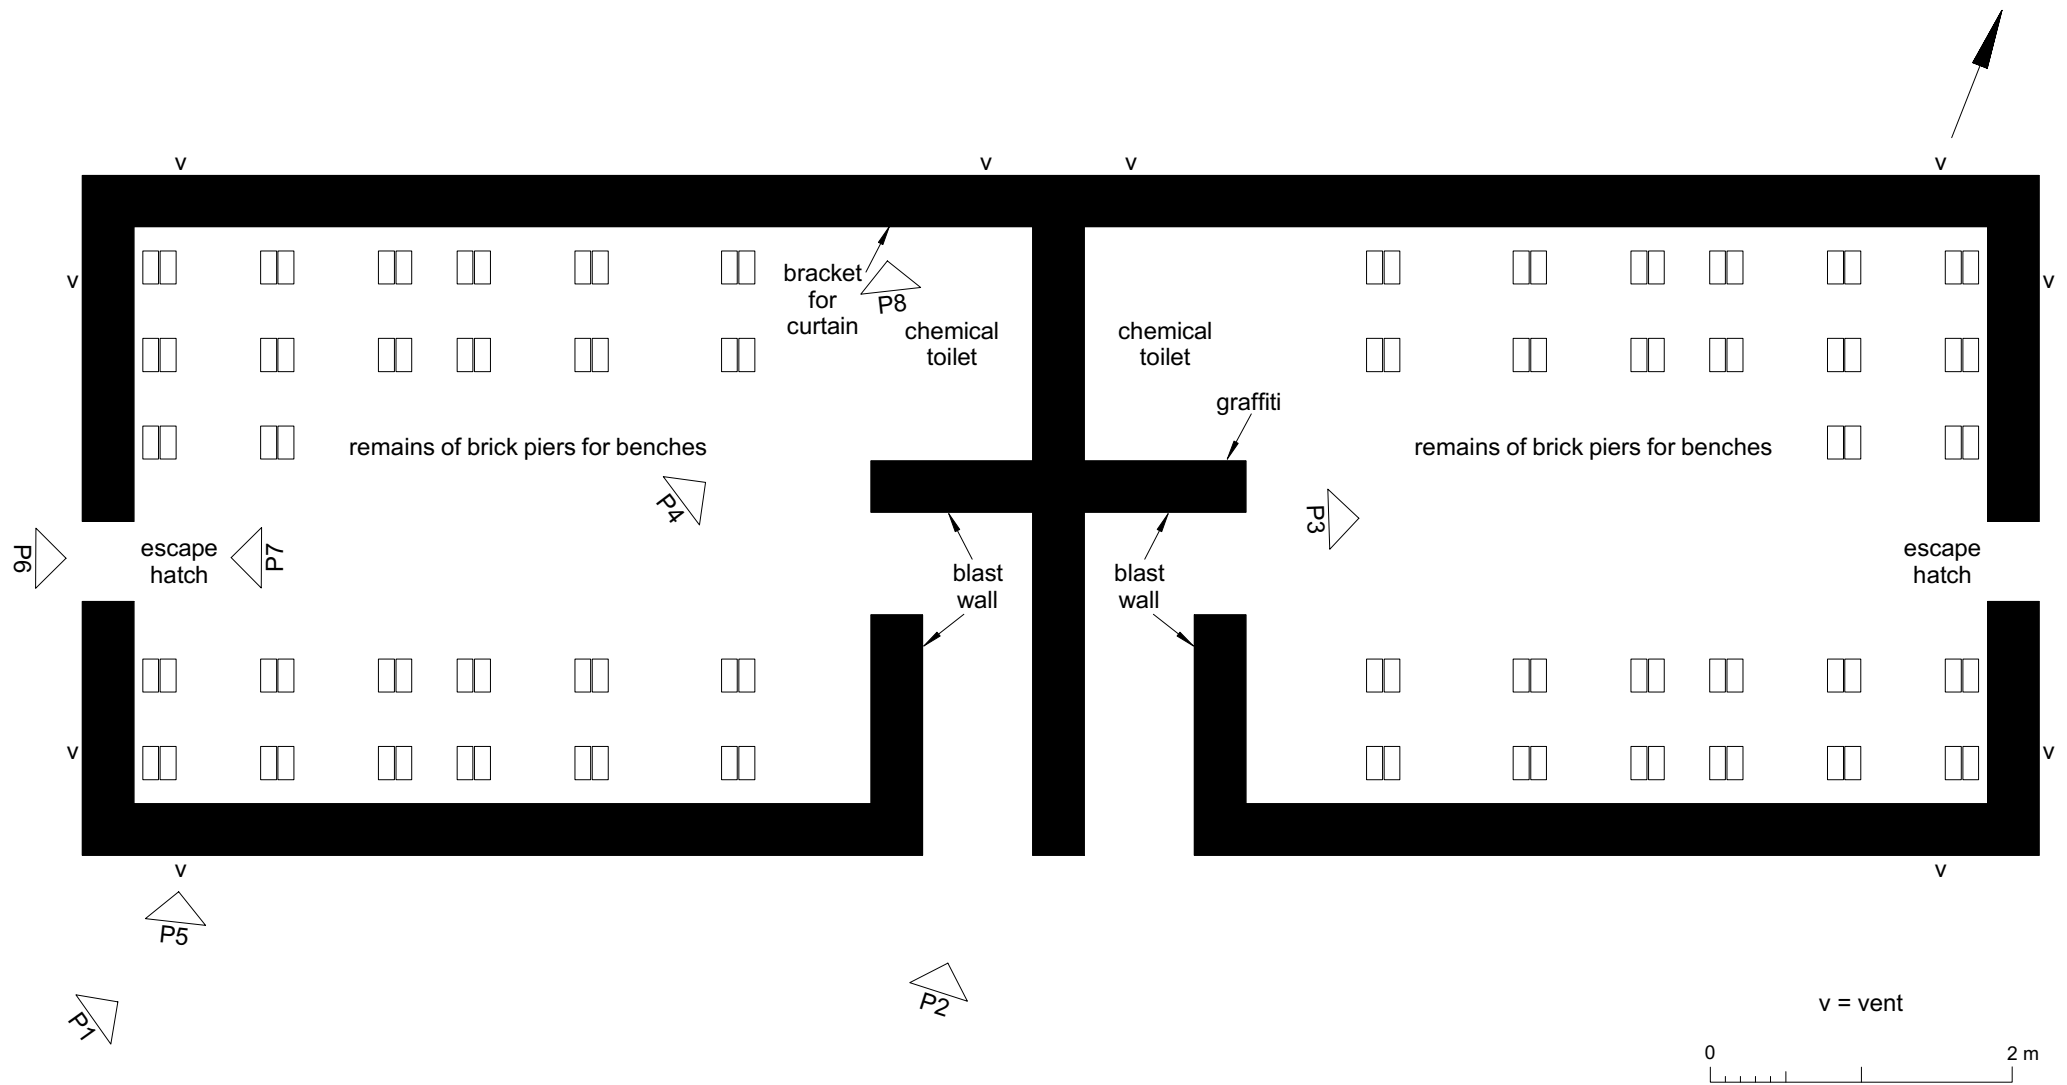 v
v
v
v
v
v
bracket
for
curtain
P8
chemical
toilet
chemical
toilet
graffiti
remains of brick piers for benches
remains of brick piers for benches
P4
P3
P6
escape
hatch
P7
blast
wall
blast
wall
escape
hatch
v
v
v
v
P5
P2
P1
v = vent
0
2 m